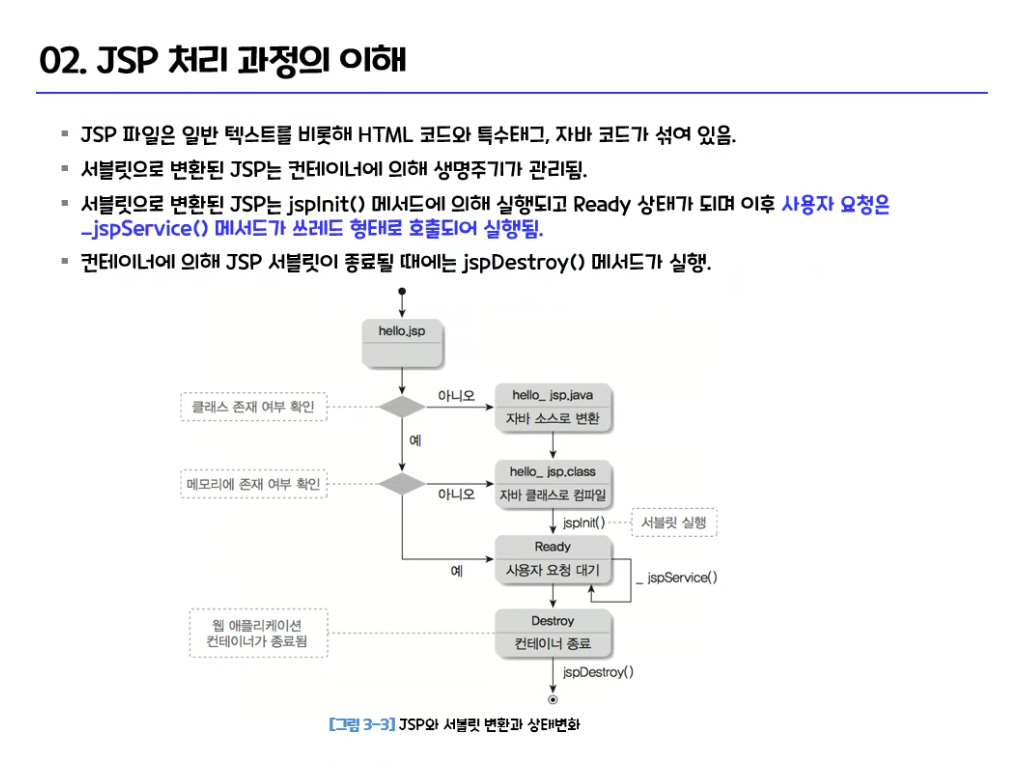 02. JSP 처리 과정의 이해
JSP 파일은 일반 텍스트를 비롯해 HTML 코드와 특수태그, 자바 코드가 섞여 있음.
서블릿으로 변환된 JSP는 컨테이너에 의해 생명주기가 관리됨.
서블릿으로 변환된 JSP는 jspInit() 메서드에 의해 실행되고 Ready 상태가 되며 이후 사용자 요청은
_jspService() 메서드가 쓰레드 형태로 호출되어 실행됨.
컨테이너에 의해 JSP 서블릿이 종료될 때에는 jspDestroy() 메서드가 실행.
hello.jsp
클래스 존재 여부 확인
아니오
hello_ jsp.java
자바 소스로 변환
예
메모리에 존재 여부 확인
아니오
hello_ jsp.class
자바 클래스로 컴파일
jspInit()
서블릿 실행
Ready
사용자 요청 대기
예
_ jspService()
웹 애플리케이션
컨테이너가 종료됨
Destroy
컨테이너 종료
jspDestroy()
[그림 3-3] JSP와 서블릿 변환과 상태변화